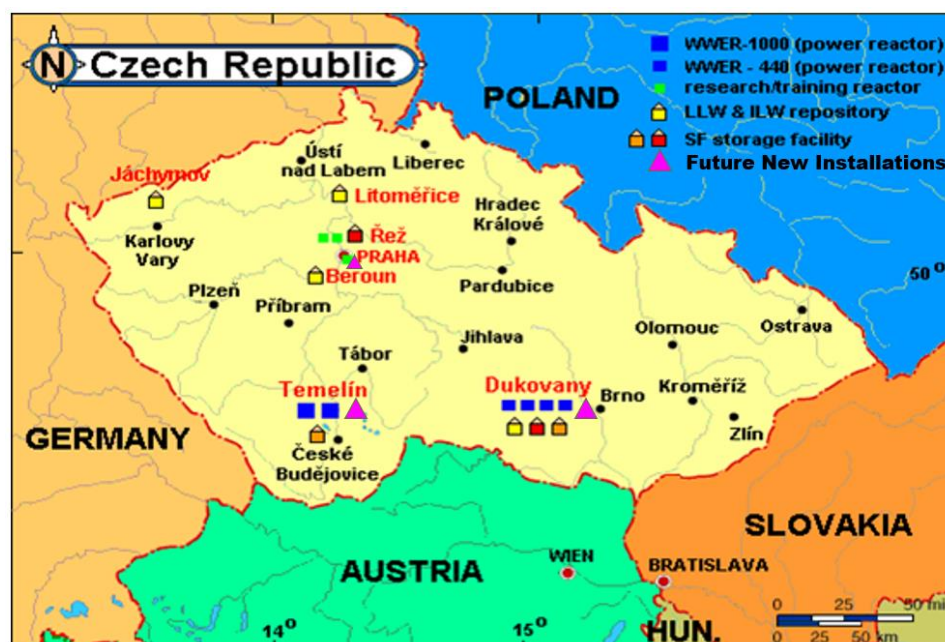 N Czech Republic
WWER-1000 (power reactor)
WWER - 440 (power reactor)
research/training reactor
LLW & ILW repository
SF storage facility
Future New Installations
POLAND
Ústí
nad Labem
Liberec
Jáchymov
Litoměřice
Hradec
Králové
Karlovy
Vary
Řež
PRAHA
Beroun
50°
Pardubice
Plzeň
Příbram
Jihlava
Olomouc
Ostrava
Tábor
Temelín
Dukovany
Brno
Kroměříž
Zlín
GERMANY
České
Budějovice
SLOVAKIA
WIEN
BRATISLAVA
AUSTRIA
0 25 50 mi
0 25 50 km
14°
15°
HUN.